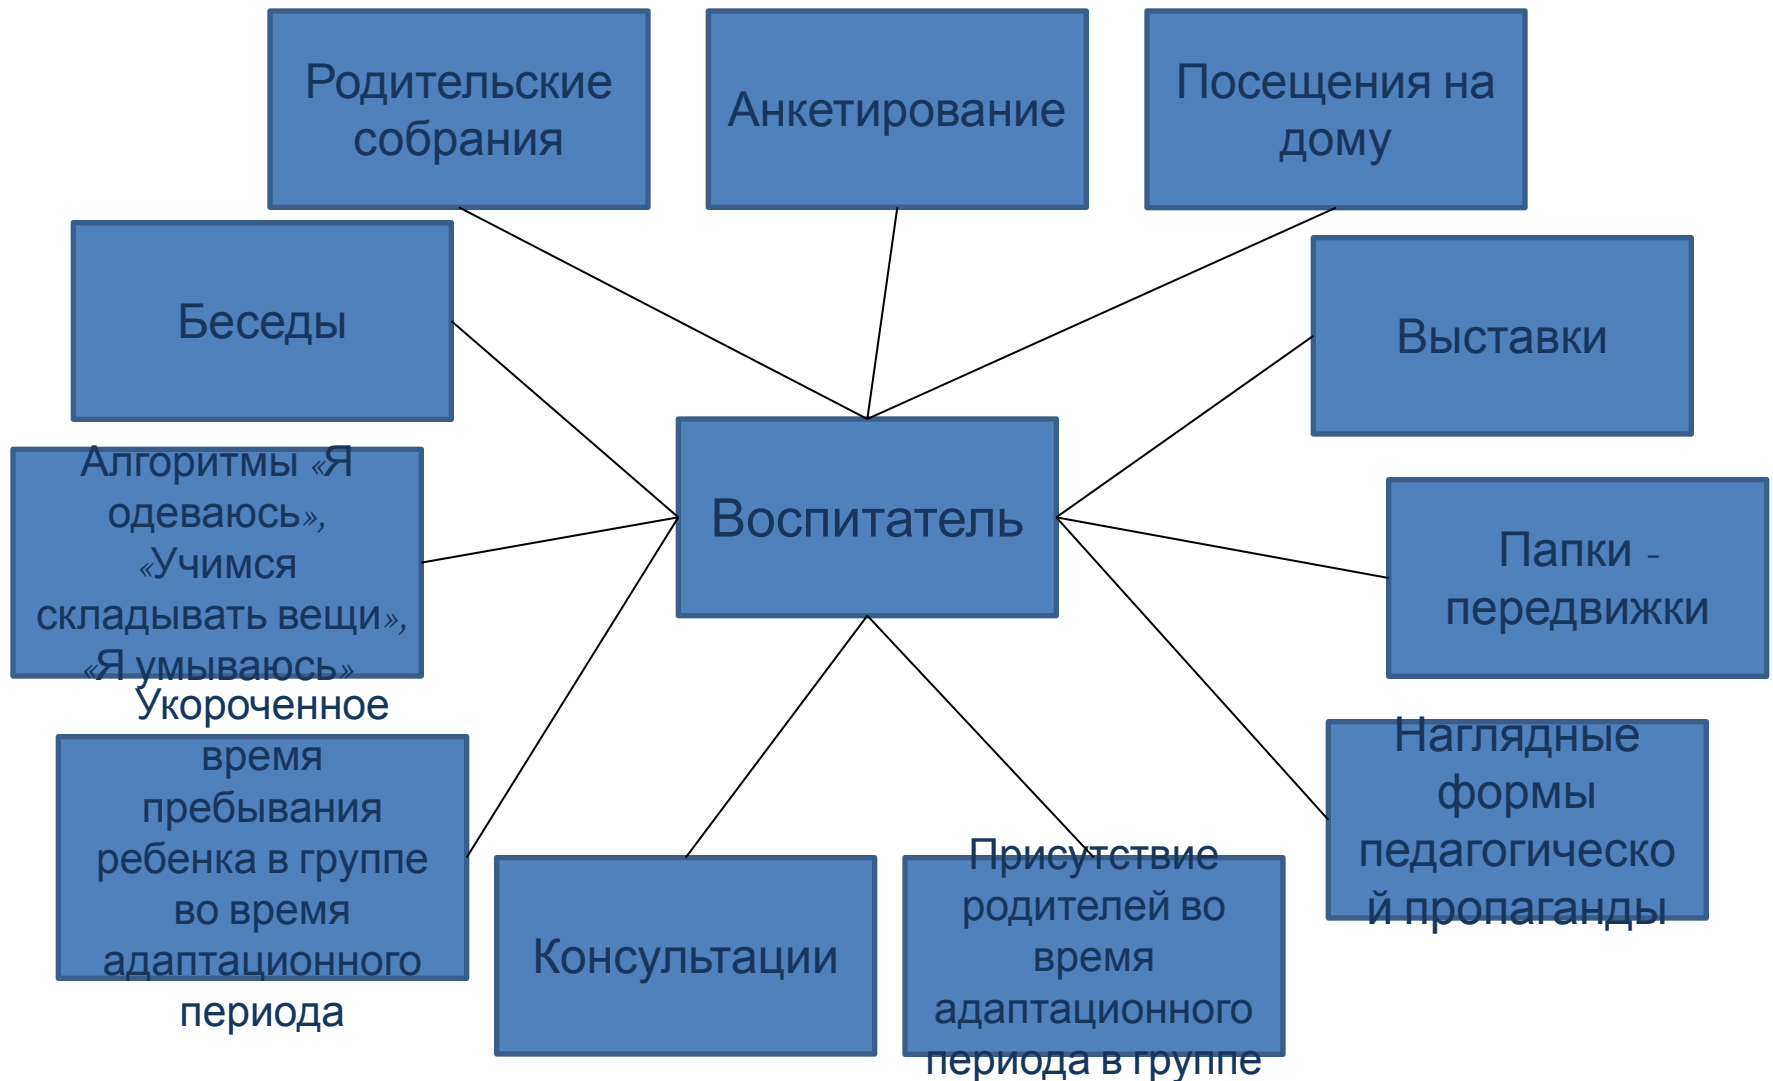 Родительские
собрания
Анкетирование
Посещения на
дому
Беседы
Выставки
Воспитатель
Алгоритмы «Я
одеваюсь»,
«Учимся
складывать вещи»,
«Я умываюсь»
Папки -
передвижки
Укороченное
время
пребывания
ребенка в группе
во время
адаптационного
периода
Наглядные
формы
педагогическо
й пропаганды
Консультации
Присутствие
родителей во
время
адаптационного
периода в группе